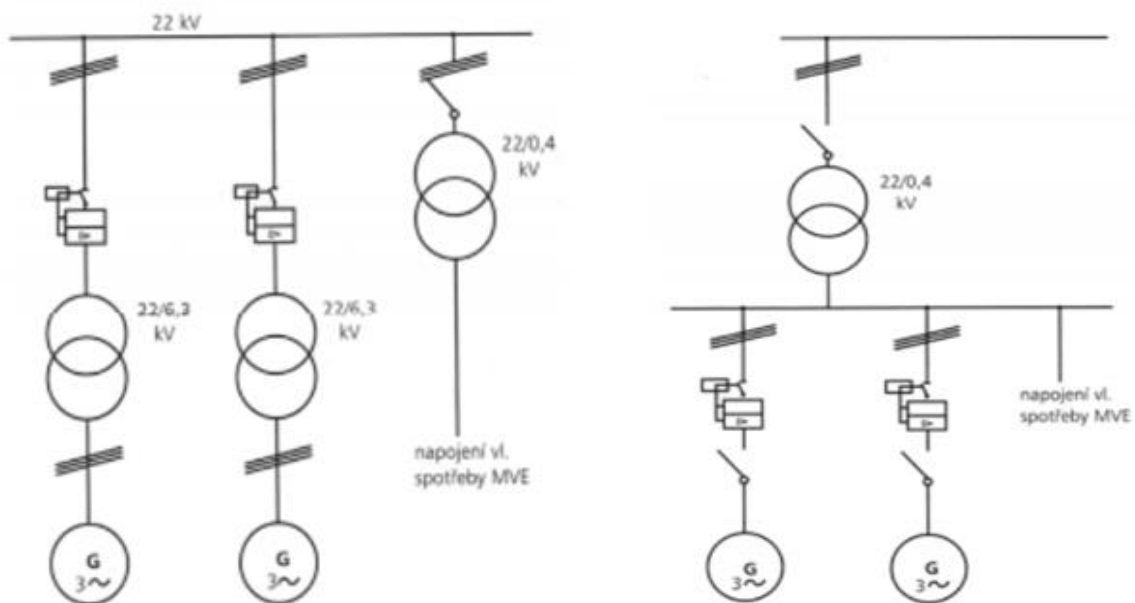 22 kV
22/0,4
kV
22/6,3
kV
22/6,3
kV
napojení vl.
spotřeby MVE
G
3~
G
3~
22/0,4
kV
napojení vl.
spotřeby MVE
G
3~
G
3~